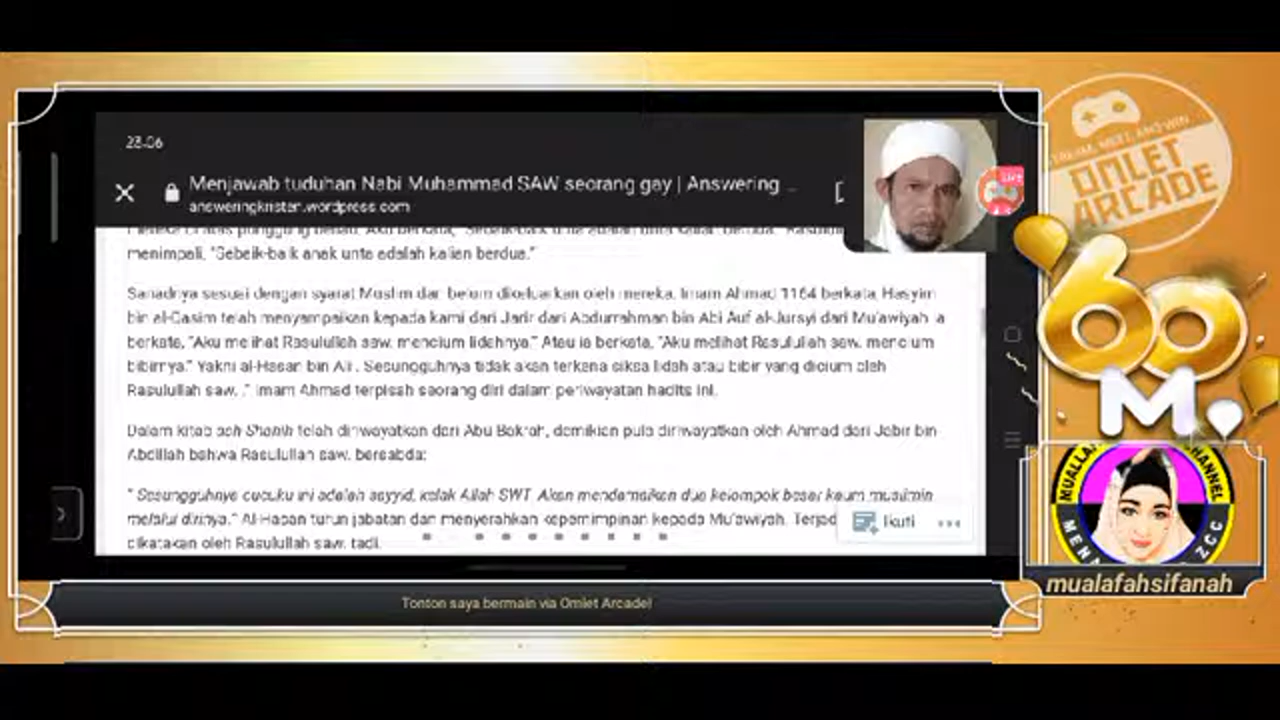 23.06
Menjawab tuduhan Nabi Muhammad SAW seorang gay | Answering ...
answeringkristen.wordpress.com
menimpali, "Sebaik-baik anak unta adalah kalian berdua."
Sanadnya sesuai dengan syarat Muslim dan belum dikeluarkan oleh mereka. Imam Ahmad 1164 berkata, Hasyim
bin al-Qasim telah menyampaikan kepada kami dari Jarir dari Abdurrahman bin Abi Auf al-Jursyi dari Mu'awiyah ia
berkata, "Aku melihat Rasulullah saw. mencium lidahnya." Atau ia berkata, "Aku melihat Rasulullah saw. mencium
bibirnya." Yakni al-Hasan bin Ali . Sesungguhnya tidak akan terkena siksa lidah atau bibir yang dicium oleh
Rasulullah saw. ." Imam Ahmad terpisah seorang diri dalam periwayatan hadits ini.
Dalam kitab ash Shahih telah diriwayatkan dari Abu Bakrah, demikian pula diriwayatkan oleh Ahmad dari Jabir bin
Abdillah bahwa Rasulullah saw. bersabda:
" Sesungguhnya cucuku ini adalah sayyid, kelak Allah SWT. Akan mendamaikan dua kelompok besar kaum muslimin
melalui dirinya." Al-Hasan turun jabatan dan menyerahkan kepemimpinan kepada Mu'awiyah.
dikatakan oleh Rasulullah saw. tadi.
Ikuti
LIVE
STREAM, MEET, AND WIN
OMLET
ARCADE
60
M
CHANNEL
ZCC
mualafahsifanah
Tonton saya bermain via Omlet Arcade!